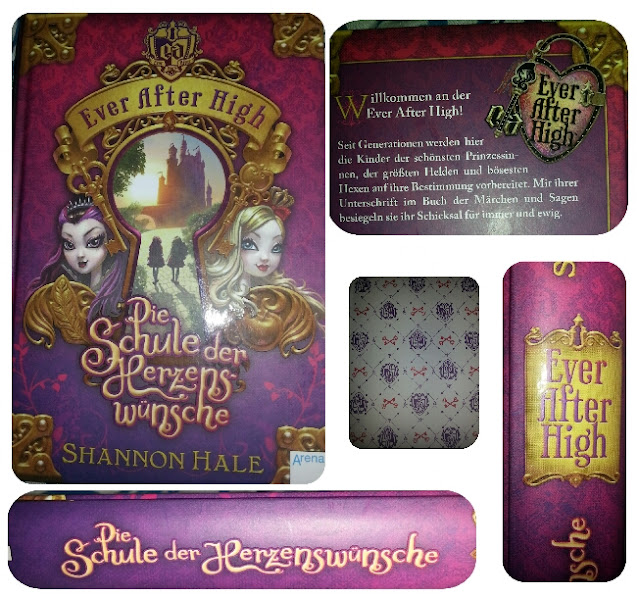 Ever After High
Die
Schule der
Herzens-
wünsche
SHANNON HALE
Arena
Willkommen an der
Ever After High!
Seit Generationen werden hier
die Kinder der schönsten Prinzessin-
nen, der größten Helden und bösesten
Hexen auf ihre Bestimmung vorbereitet. Mit ihrer
Unterschrift im Buch der Märchen und Sagen
besiegeln sie ihr Schicksal für immer und ewig.
Ever
After
High
Ever
After
High
nsche
Die
Schule der Herzenswünsche